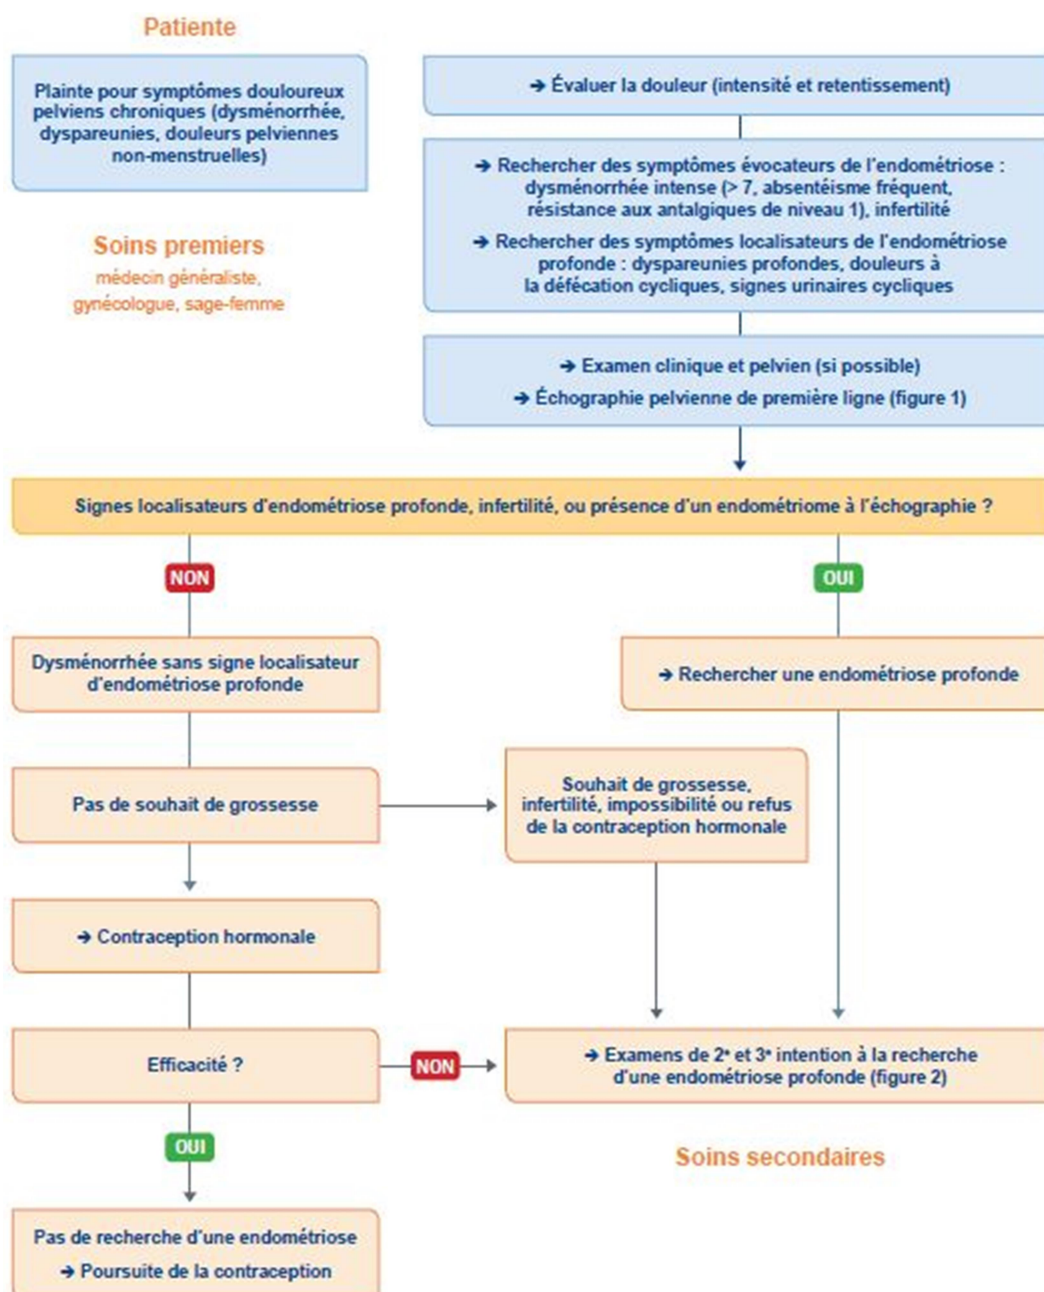 Patiente
Plainte pour symptômes douloureux
pelviens chroniques (dysménorrhée,
dyspareunies, douleurs pelviennes
non-menstruelles)
Soins premiers
médecin généraliste,
gynécologue, sage-femme
➔ Évaluer la douleur (intensité et retentissement)
➔ Rechercher des symptômes évocateurs de l'endométriose :
dysménorrhée intense (> 7, absentéisme fréquent,
résistance aux antalgiques de niveau 1), infertilité
➔ Rechercher des symptômes localisateurs de l'endométriose
profonde : dyspareunies profondes, douleurs à
la défécation cycliques, signes urinaires cycliques
➔ Examen clinique et pelvien (si possible)
➔ Échographie pelvienne de première ligne (figure 1)
Signes localisateurs d'endométriose profonde, infertilité, ou présence d'un endométriome à l'échographie ?
NON
OUI
Dysménorrhée sans signe localisateur
d'endométriose profonde
➔ Rechercher une endométriose profonde
Pas de souhait de grossesse
Souhait de grossesse,
infertilité, impossibilité ou refus
de la contraception hormonale
➔ Contraception hormonale
Efficacité ?
NON
➔ Examens de 2e et 3e intention à la recherche
d'une endométriose profonde (figure 2)
OUI
Soins secondaires
Pas de recherche d'une endométriose
➔ Poursuite de la contraception